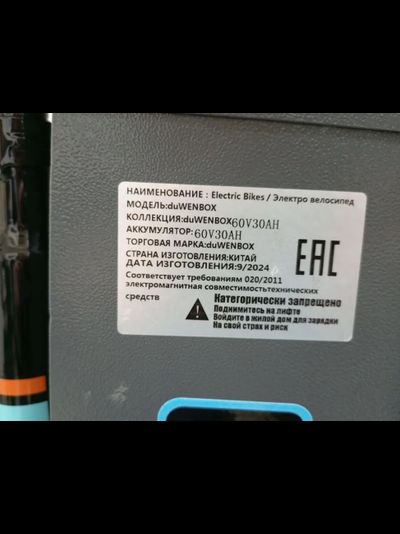 НАИМЕНОВАНИЕ : Electric Bikes / Электро велосипед
МОДЕЛЬ:duWENBOX
КОЛЛЕКЦИЯ:duWENBOX60V30AH
АККУМУЛЯТОР:60V30AH
ТОРГОВАЯ МАРКА:duWENBOX
СТРАНА ИЗГОТОВЛЕНИЯ:КИТАЙ
ДАТА ИЗГОТОВЛЕНИЯ:9/2024
Соответствует требованиям 020/2011
электромагнитная совместимостьтехнических
средств
EAC
Категорически запрещено
Поднимитесь на лифте
Войдите в жилой дом для зарядки
На свой страх и риск